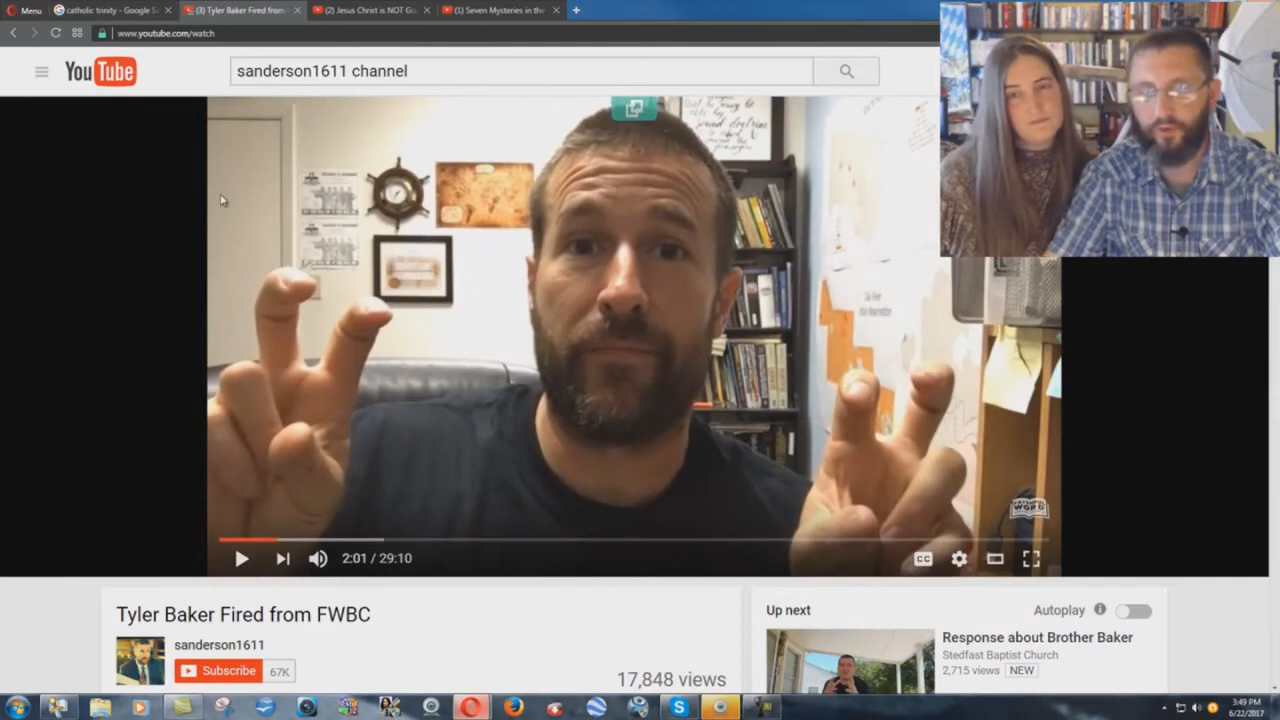 Menu
catholic trinity - Google S
(3) Tyler Baker Fired from
(2) Jesus Christ is NOT Go
(1) Seven Mysteries in the
www.youtube.com/watch
YouTube
sanderson1611 channel
FAITHFUL
WORD
2:01 / 29:10
CC
Tyler Baker Fired from FWBC
sanderson1611
Subscribe 67K
17,848 views
Up next
Autoplay
Response about Brother Baker
Stedfast Baptist Church
2,715 views NEW
3:49 PM
6/22/2017